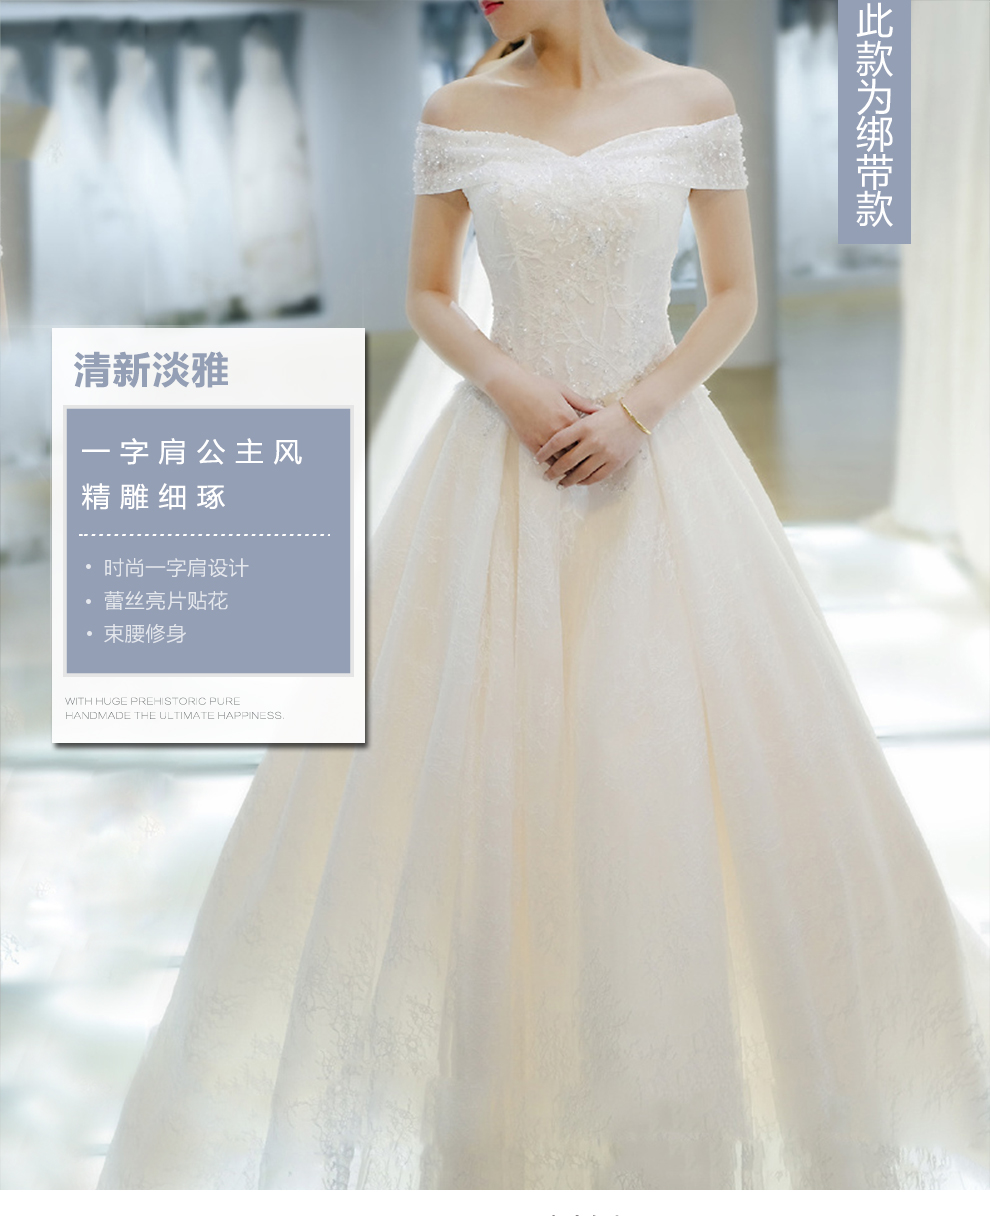 此款为绑带款
清新淡雅
一字肩公主风
精雕细琢
• 时尚一字肩设计
• 蕾丝亮片贴花
• 束腰修身
WITH HUGE PREHISTORIC PURE
HANDMADE THE ULTIMATE HAPPINESS.